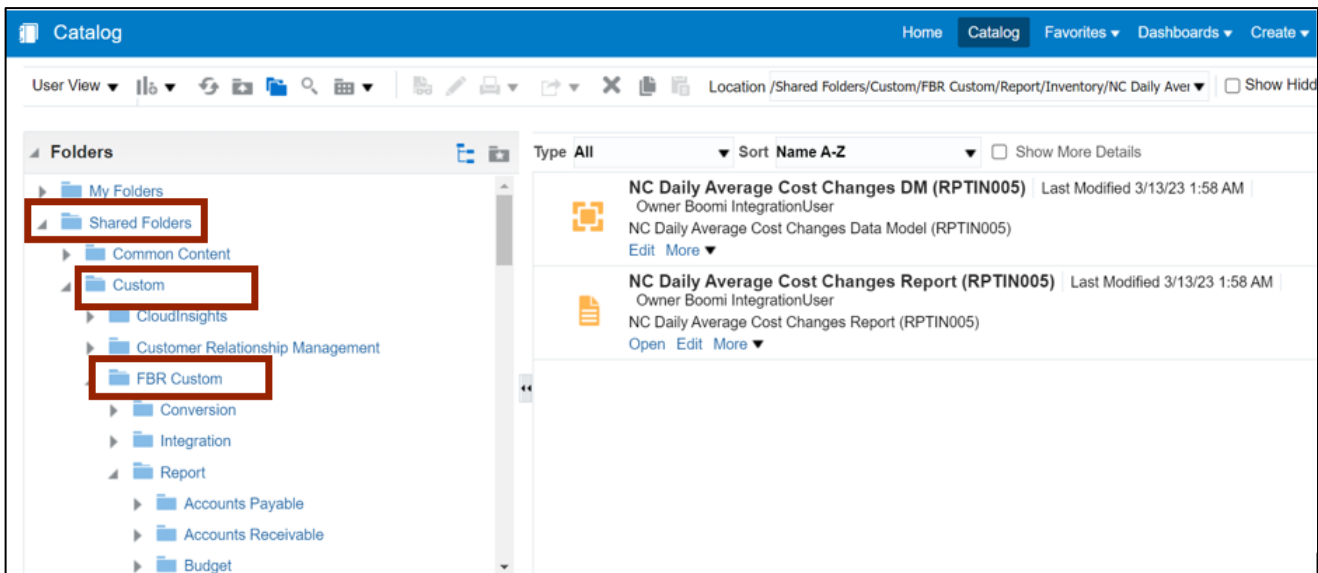 Catalog
Home Catalog Favorites Dashboards Create
User View
Location /Shared Folders/Custom/FBR Custom/Report/Inventory/NC Daily Aver
Show Hidd
Folders
My Folders
Shared Folders
Common Content
Custom
CloudInsights
Customer Relationship Management
FBR Custom
Conversion
Integration
Report
Accounts Payable
Accounts Receivable
Budget
Type All Sort Name A-Z Show More Details
NC Daily Average Cost Changes DM (RPTIN005) Last Modified 3/13/23 1:58 AM
Owner Boomi IntegrationUser
NC Daily Average Cost Changes Data Model (RPTIN005)
Edit More
NC Daily Average Cost Changes Report (RPTIN005) Last Modified 3/13/23 1:58 AM
Owner Boomi IntegrationUser
NC Daily Average Cost Changes Report (RPTIN005)
Open Edit More